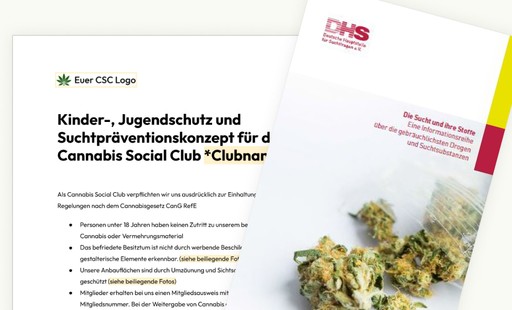 Euer CSC Logo
Kinder-, Jugendschutz und
Suchtpräventionskonzept für d
Cannabis Social Club *Clubnar
Als Cannabis Social Club verpflichten wir uns ausdrücklich zur Einhaltung
Regelungen nach dem Cannabisgesetz CanG RefE
Personen unter 18 Jahren haben keinen Zutritt zu unserem be
Cannabis oder Vermehrungsmaterial
Das befriedete Besitztum ist nicht durch werbende Beschil
gestalterische Elemente erkennbar. (siehe beiliegende Fot
Unsere Anbauflächen sind durch Umzäunung und Sichts
geschützt (siehe beiliegende Fotos)
Mitglieder erhalten bei uns einen Mitgliedsausweis mit
Mitgliedsnummer. Bei der Weitergabe von Cannabis
DHS
Deutsche Hauptstelle
für Suchtfragen e.V.
Die Sucht und ihre Stoffe
Eine Informationsreihe
über die gebräuchlichsten Drogen
und Suchtsubstanzen